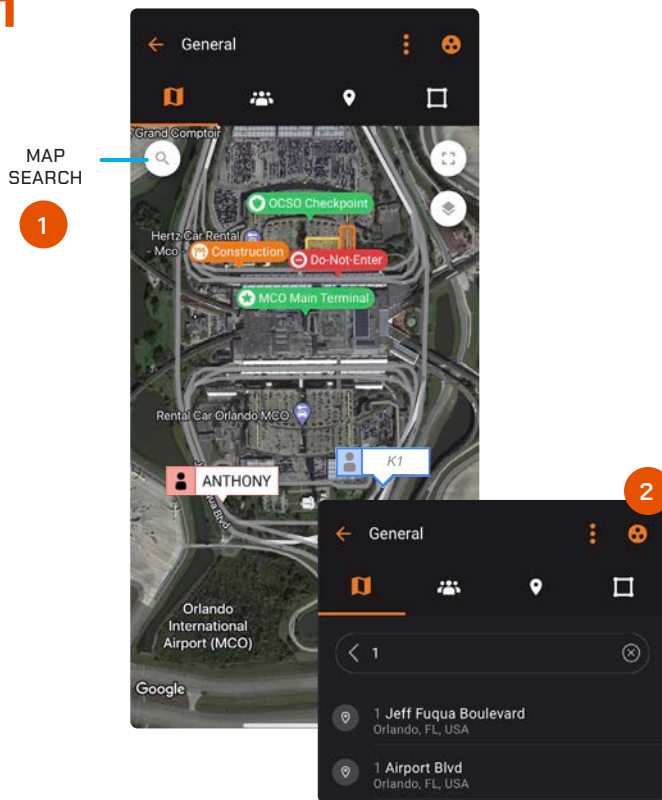 1
General
Grand Comptoir
MAP
SEARCH
1
OCSO Checkpoint
Hertz Car Rental
- Mco
Construction
Do-Not-Enter
MCO Main Terminal
Rental Car Orlando MCO
K1
ANTHONY
2
General
Orlando
International
Airport (MCO)
1
Google
1 Jeff Fuqua Boulevard
Orlando, FL, USA
1 Airport Blvd
Orlando, FL, USA